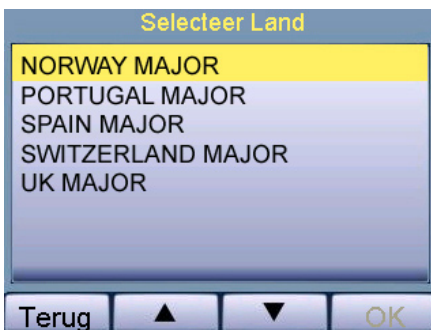 Selecteer Land
NORWAY MAJOR
PORTUGAL MAJOR
SPAIN MAJOR
SWITZERLAND MAJOR
UK MAJOR
Terug ▲ ▼ OK